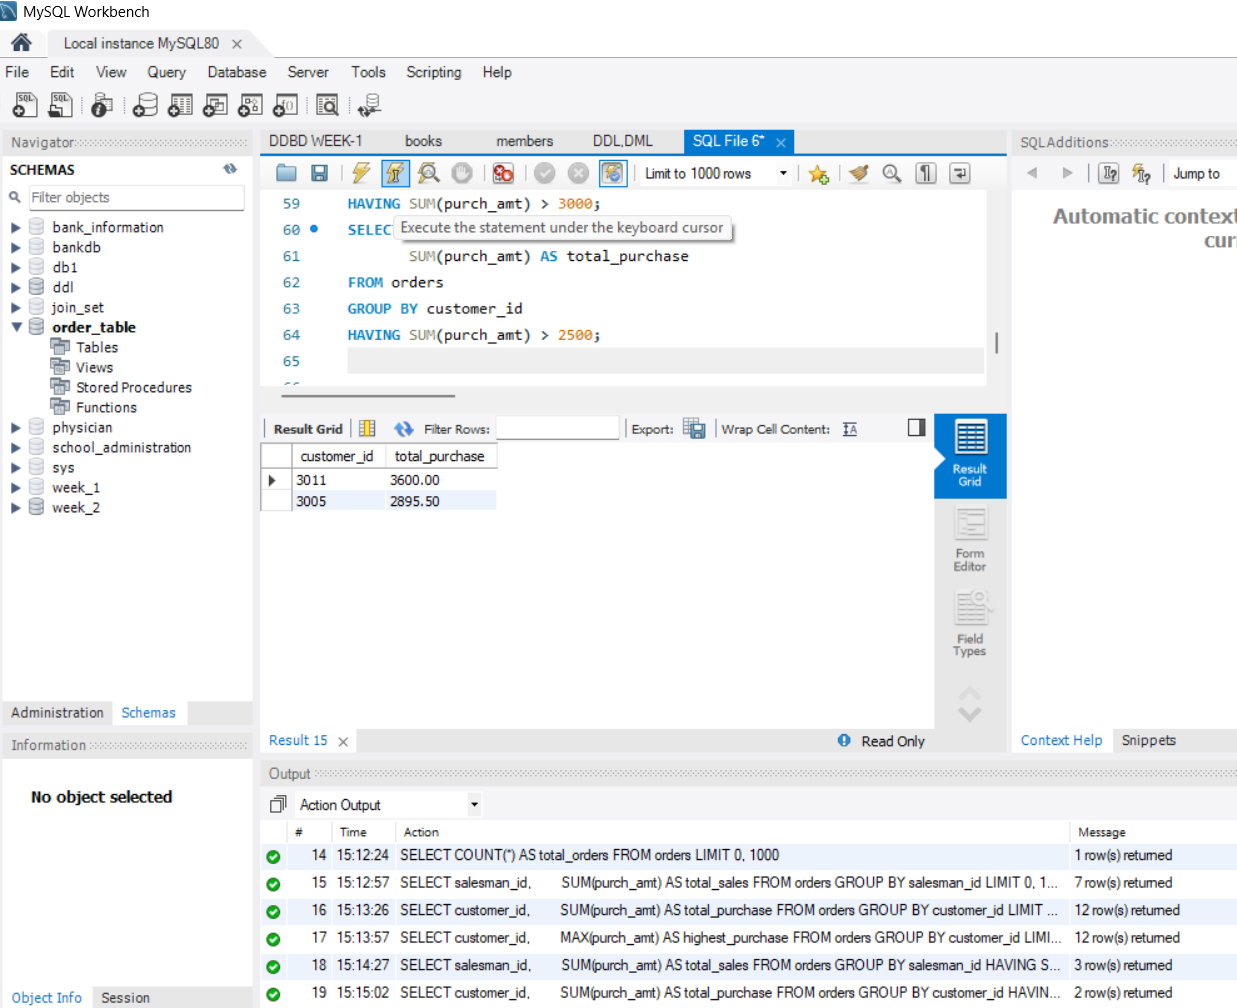 MySQL Workbench
Local instance MySQL80
File Edit View Query Database Server Tools Scripting Help
Navigator
SCHEMAS
Filter objects
bank_information
bankdb
db1
ddl
join_set
order_table
Tables
Views
Stored Procedures
Functions
physician
school_administration
sys
week_1
week_2
Administration Schemas
Information
No object selected
Object Info Session
DDBD WEEK-1 books members DDL,DML SQL File 6*
Limit to 1000 rows
59 HAVING SUM(purch_amt) > 3000;
60 SELEC
Execute the statement under the keyboard cursor
61 SUM(purch_amt) AS total_purchase
62 FROM orders
63 GROUP BY customer_id
64 HAVING SUM(purch_amt) > 2500;
65
Result Grid Filter Rows: Export: Wrap Cell Content:
customer_id total_purchase
3011 3600.00
3005 2895.50
Result Grid
Form Editor
Field Types
Result 15
Read Only
SQLAdditions
Jump to
Automatic context
Context Help Snippets
Output
Action Output
# Time Action Message
14 15:12:24 SELECT COUNT(*) AS total_orders FROM orders LIMIT 0, 1000 1 row(s) returned
15 15:12:57 SELECT salesman_id, SUM(purch_amt) AS total_sales FROM orders GROUP BY salesman_id LIMIT 0, 1... 7 row(s) returned
16 15:13:26 SELECT customer_id, SUM(purch_amt) AS total_purchase FROM orders GROUP BY customer_id LIMIT ... 12 row(s) returned
17 15:13:57 SELECT customer_id, MAX(purch_amt) AS highest_purchase FROM orders GROUP BY customer_id LIMI... 12 row(s) returned
18 15:14:27 SELECT salesman_id, SUM(purch_amt) AS total_sales FROM orders GROUP BY salesman_id HAVING S... 3 row(s) returned
19 15:15:02 SELECT customer_id, SUM(purch_amt) AS total_purchase FROM orders GROUP BY customer_id HAVIN... 2 row(s) returned